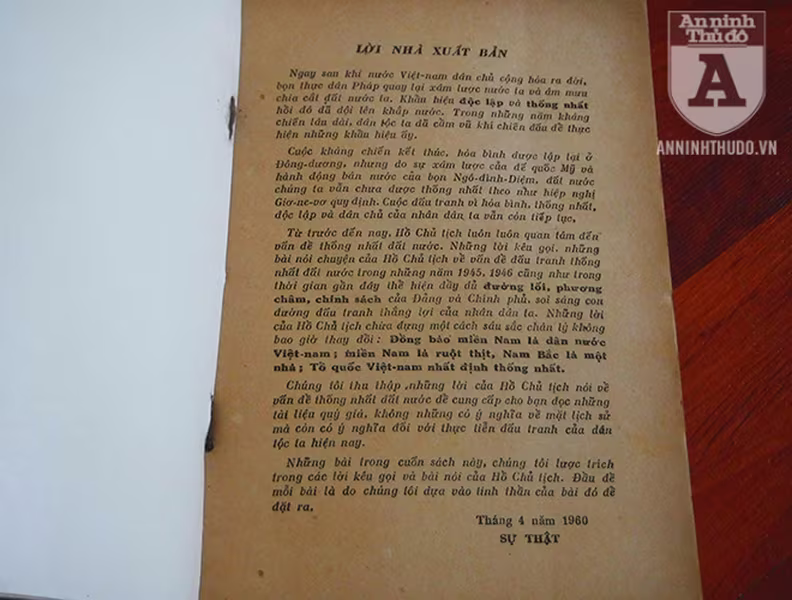 An ninh
Thủ đô
A
ANNINHTHUDO.VN
LỜI NHÀ XUẤT BẢN
Ngay sau khi nước Việt-nam dân chủ cộng hòa ra đời,
bọn thực dân Pháp quay lại xâm lược nước ta và âm mưu
chia cắt đất nước ta. Khẩu hiệu độc lập và thống nhất
hồi đó đã dội lên khắp nước. Trong những năm kháng
chiến lâu dài, dân tộc ta đã cầm vũ khí chiến đấu để thực
hiện những khẩu hiệu ấy.
Cuộc kháng chiến kết thúc, hòa bình được lập lại ở
Đông-dương, nhưng do sự xâm lược của đế quốc Mỹ và
hành động bán nước của bọn Ngô-đình-Diệm, đất nước
chúng ta vẫn chưa được thống nhất theo như hiệp nghị
Giơ-ne-vơ quy định. Cuộc đấu tranh vì hòa bình, thống nhất,
độc lập và dân chủ của nhân dân ta vẫn còn tiếp tục.
Từ trước đến nay, Hồ Chủ tịch luôn luôn quan tâm đến
vấn đề thống nhất đất nước. Những lời kêu gọi, những
bài nói chuyện của Hồ Chủ tịch về vấn đề đấu tranh thống
nhất đất nước trong những năm 1945, 1946 cũng như trong
thời gian gần đây thể hiện đầy đủ đường lối, phương
châm, chính sách của Đảng và Chính phủ, soi sáng con
đường đấu tranh thắng lợi của nhân dân ta. Những lời
của Hồ Chủ tịch chứa đựng một cách sâu sắc chân lý không
bao giờ thay đổi : Đồng bào miền Nam là dân nước
Việt-nam ; miền Nam là ruột thịt, Nam Bắc là một
nhà ; Tổ quốc Việt-nam nhất định thống nhất.
Chúng tôi thu thập những lời của Hồ Chủ tịch nói về
vấn đề thống nhất đất nước để cung cấp cho bạn đọc những
tài liệu quý giá, không những có ý nghĩa về mặt lịch sử
mà còn có ý nghĩa đối với thực tiễn đấu tranh của dân
tộc ta hiện nay.
Những bài trong cuốn sách này, chúng tôi lược trích
trong các lời kêu gọi và bài nói của Hồ Chủ tịch. Đầu đề
mỗi bài là do chúng tôi dựa vào tinh thần của bài đó để
đặt ra.
Tháng 4 năm 1960
SỰ THẬT